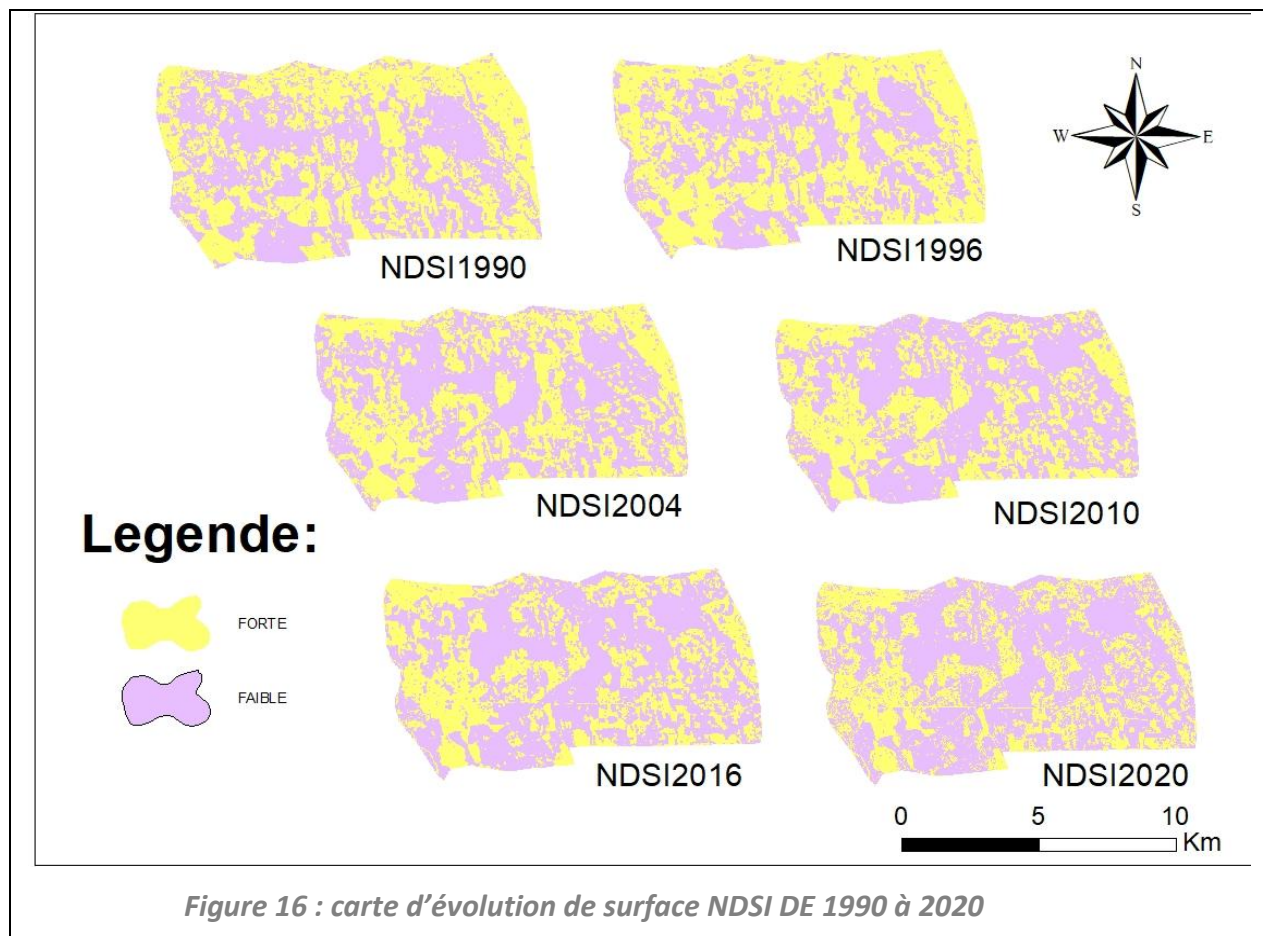 N
W E
S
NDSI1990
NDSI1996
NDSI2004
NDSI2010
Legende:
FORTE
FAIBLE
NDSI2016
NDSI2020
0 5 10
Km
Figure 16 : carte d’évolution de surface NDSI DE 1990 à 2020